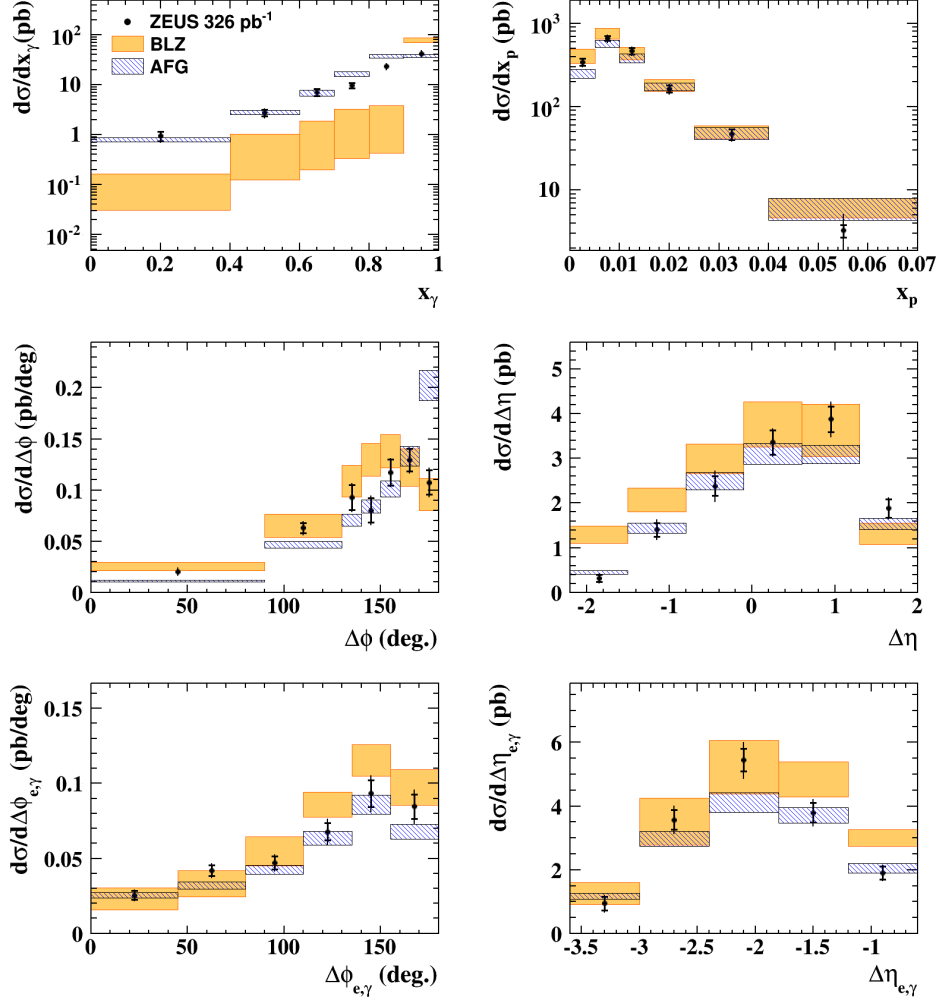 ZEUS 326 pb⁻¹
BLZ
AFG
dσ/dx_γ(pb)
10²
10
1
10⁻¹
10⁻²
0 0.2 0.4 0.6 0.8 1
x_γ
dσ/dx_p (pb)
10³
10²
10
0 0.01 0.02 0.03 0.04 0.05 0.06 0.07
x_p
dσ/dΔϕ (pb/deg)
0.2
0.15
0.1
0.05
0
0 50 100 150
Δϕ (deg.)
dσ/dΔη (pb)
5
4
3
2
1
0
-2 -1 0 1 2
Δη
dσ/dΔϕ_e,γ (pb/deg)
0.15
0.1
0.05
0
0 50 100 150
Δϕ_e,γ (deg.)
dσ/dΔη_e,γ (pb)
6
4
2
0
-3.5 -3 -2.5 -2 -1.5 -1
Δη_e,γ